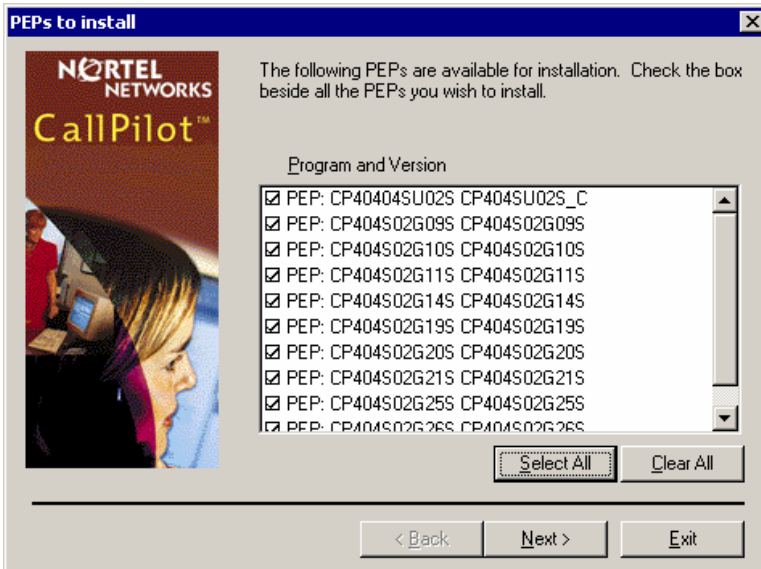 PEPs to install
NORTEL
NETWORKS
CallPilot™
The following PEPs are available for installation. Check the box
beside all the PEPs you wish to install.
Program and Version
PEP: CP40404SU02S CP404SU02S_C
PEP: CP404S02G09S CP404S02G09S
PEP: CP404S02G10S CP404S02G10S
PEP: CP404S02G11S CP404S02G11S
PEP: CP404S02G14S CP404S02G14S
PEP: CP404S02G19S CP404S02G19S
PEP: CP404S02G20S CP404S02G20S
PEP: CP404S02G21S CP404S02G21S
PEP: CP404S02G25S CP404S02G25S
PEP: CP404S02G26S CP404S02G26S
Select All
Clear All
< Back
Next >
Exit